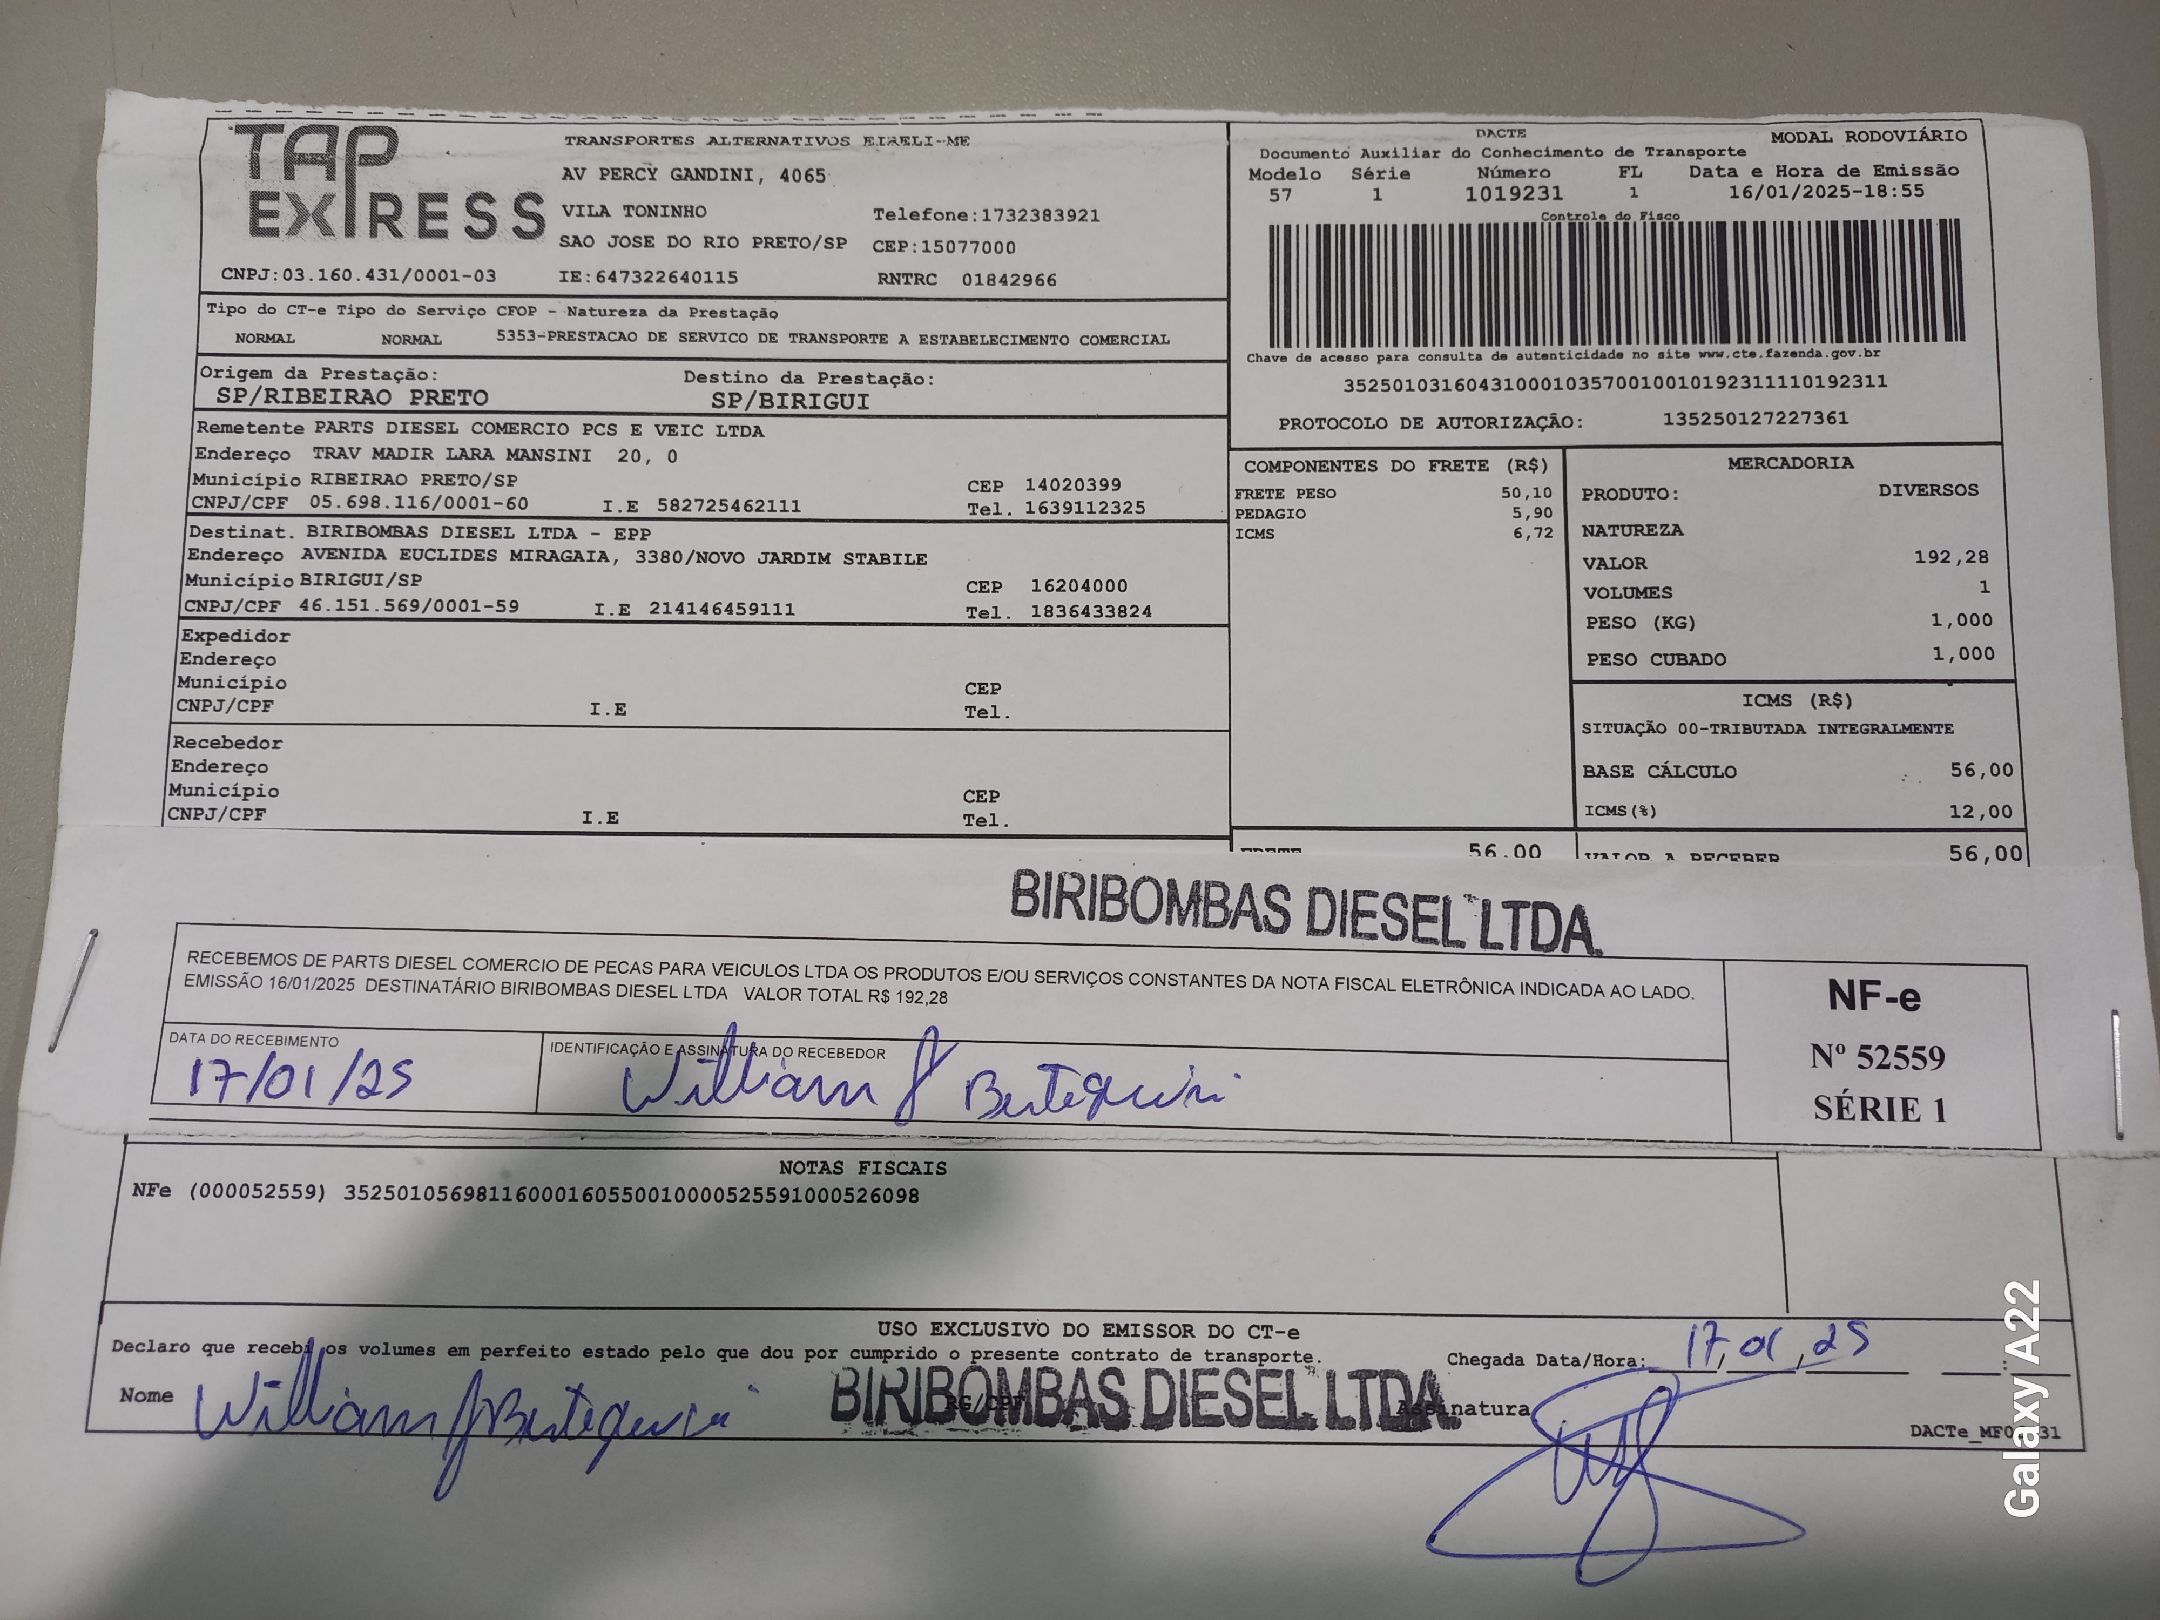 TAP EXPRESS
TRANSPORTES ALTERNATIVOS EIRELI-ME
AV PERCY GANDINI, 4065
VILA TONINHO Telefone:1732383921
SAO JOSE DO RIO PRETO/SP CEP:15077000
CNPJ:03.160.431/0001-03 IE:647322640115 RNTRC 01842966
DACTE MODAL RODOVIÁRIO
Documento Auxiliar do Conhecimento de Transporte
Modelo Série Número FL Data e Hora de Emissão
57 1 1019231 1 16/01/2025-18:55
Controle do Fisco
Chave de acesso para consulta de autenticidade no site www.cte.fazenda.gov.br
35250103160431000103570010010192311110192311
PROTOCOLO DE AUTORIZAÇÃO: 135250127227361
Tipo do CT-e Tipo do Serviço CFOP - Natureza da Prestação
NORMAL NORMAL 5353-PRESTACAO DE SERVICO DE TRANSPORTE A ESTABELECIMENTO COMERCIAL
Origem da Prestação: Destino da Prestação:
SP/RIBEIRAO PRETO SP/BIRIGUI
Remetente PARTS DIESEL COMERCIO PCS E VEIC LTDA
Endereço TRAV MADIR LARA MANSINI 20, 0
Município RIBEIRAO PRETO/SP CEP 14020399
CNPJ/CPF 05.698.116/0001-60 I.E 582725462111 Tel. 1639112325
Destinat. BIRIBOMBAS DIESEL LTDA - EPP
Endereço AVENIDA EUCLIDES MIRAGAIA, 3380/NOVO JARDIM STABILE
Município BIRIGUI/SP CEP 16204000
CNPJ/CPF 46.151.569/0001-59 I.E 214146459111 Tel. 1836433824
Expedidor
Endereço
Município CEP
CNPJ/CPF I.E Tel.
Recebedor
Endereço
Município CEP
CNPJ/CPF I.E Tel.
COMPONENTES DO FRETE (R$)
FRETE PESO 50,10
PEDAGIO 5,90
ICMS 6,72
MERCADORIA
PRODUTO: DIVERSOS
NATUREZA
VALOR 192,28
VOLUMES 1
PESO (KG) 1,000
PESO CUBADO 1,000
ICMS (R$)
SITUAÇÃO 00-TRIBUTADA INTEGRALMENTE
BASE CÁLCULO 56,00
ICMS(%) 12,00
FRETE 56,00 VALOR A RECEBER 56,00
BIRIBOMBAS DIESEL LTDA.
RECEBEMOS DE PARTS DIESEL COMERCIO DE PECAS PARA VEICULOS LTDA OS PRODUTOS E/OU SERVIÇOS CONSTANTES DA NOTA FISCAL ELETRÔNICA INDICADA AO LADO.
EMISSÃO 16/01/2025 DESTINATÁRIO BIRIBOMBAS DIESEL LTDA VALOR TOTAL R$ 192,28
DATA DO RECEBIMENTO IDENTIFICAÇÃO E ASSINATURA DO RECEBEDOR
17/01/25 William
NF-e
Nº 52559
SÉRIE 1
NOTAS FISCAIS
NFe (000052559) 35250105698116000160550010000525591000526098
USO EXCLUSIVO DO EMISSOR DO CT-e
Declaro que recebi os volumes em perfeito estado pelo que dou por cumprido o presente contrato de transporte.
Chegada Data/Hora: 17,01,25
Nome William
BIRIBOMBAS DIESEL LTDA.
RG/CPF
Assinatura
Galaxy A22